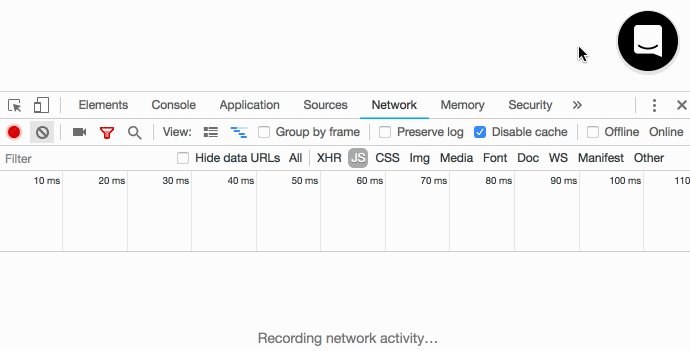 Elements Console Application Sources Network Memory Security »
View: Group by frame Preserve log Disable cache Offline Online
Filter Hide data URLs All XHR JS CSS Img Media Font Doc WS Manifest Other
10 ms 20 ms 30 ms 40 ms 50 ms 60 ms 70 ms 80 ms 90 ms 100 ms 110
Recording network activity…